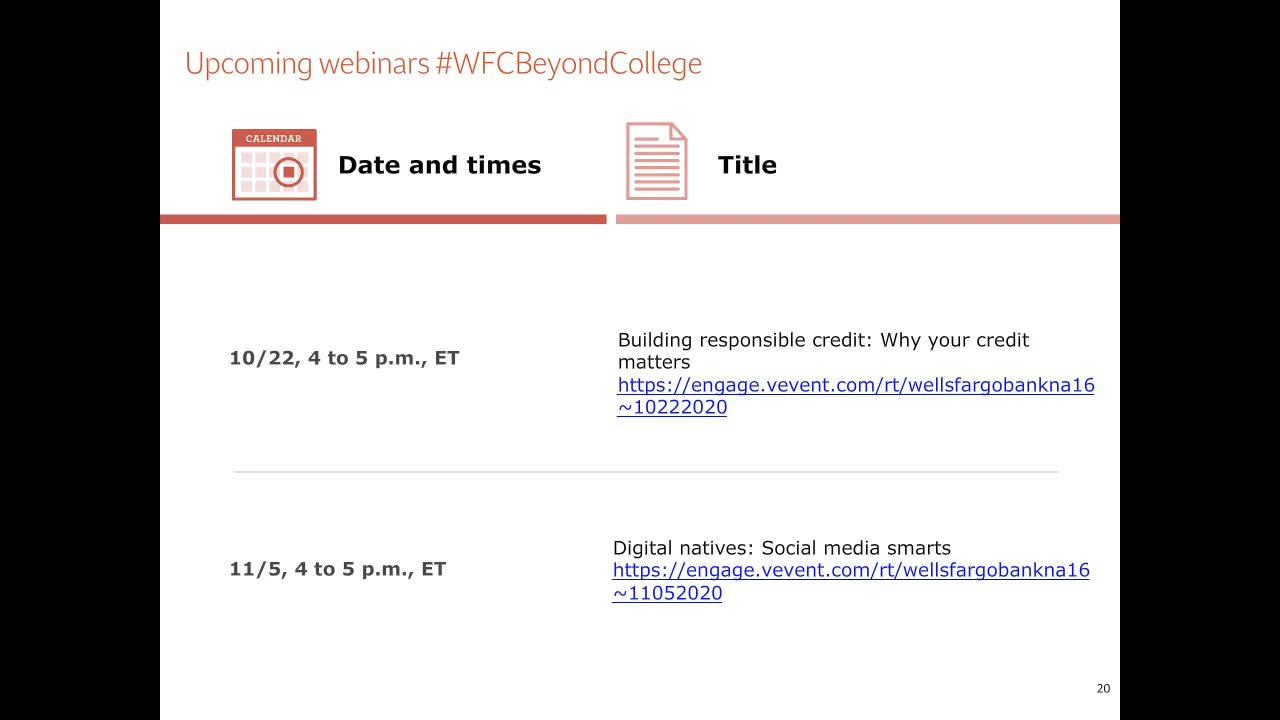 Upcoming webinars #WFCBeyondCollege
CALENDAR
Date and times
Title
10/22, 4 to 5 p.m., ET
Building responsible credit: Why your credit
matters
https://engage.vevent.com/rt/wellsfargobankna16
~10222020
11/5, 4 to 5 p.m., ET
Digital natives: Social media smarts
https://engage.vevent.com/rt/wellsfargobankna16
~11052020
20